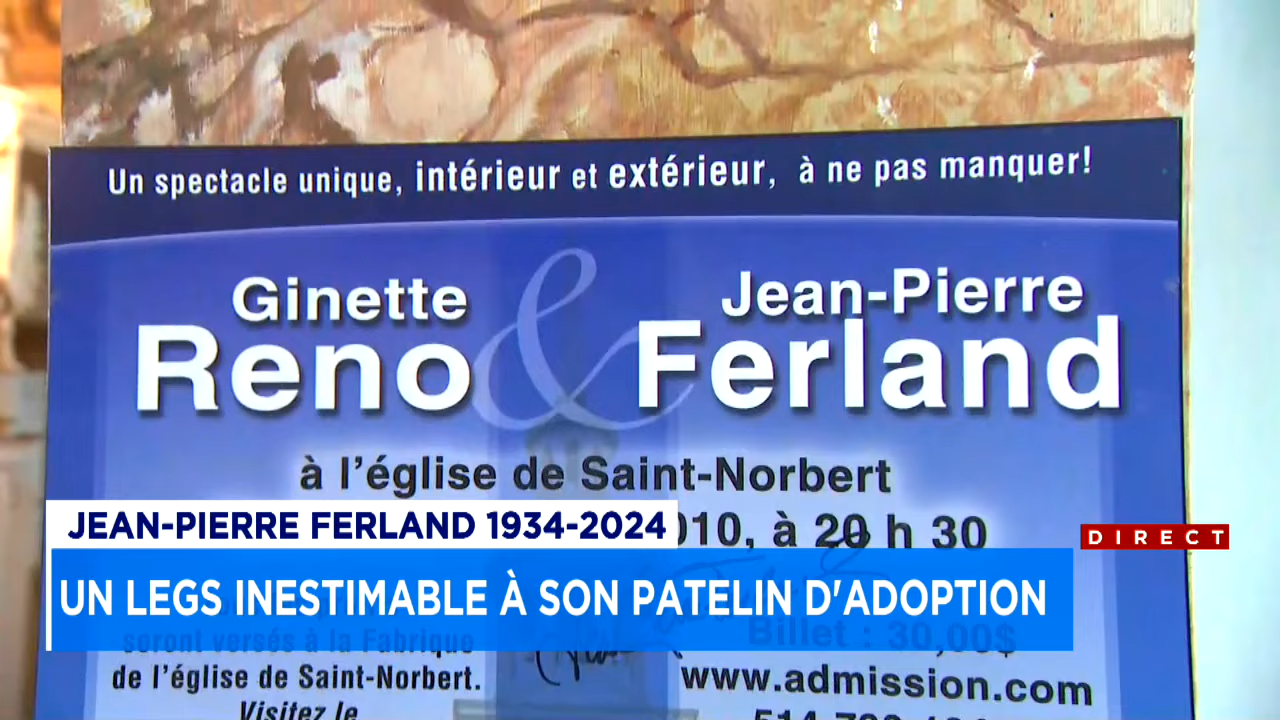 Un spectacle unique, intérieur et extérieur, à ne pas manquer!
Ginette
Reno
&
Jean-Pierre
Ferland
à l'église de Saint-Norbert
à 20 h 30
JEAN-PIERRE FERLAND 1934-2024
DIRECT
UN LEGS INESTIMABLE À SON PATELIN D'ADOPTION
seront versés à la Fabrique
de l'église de Saint-Norbert.
Visitez le
Billet : 30,00$
www.admission.com